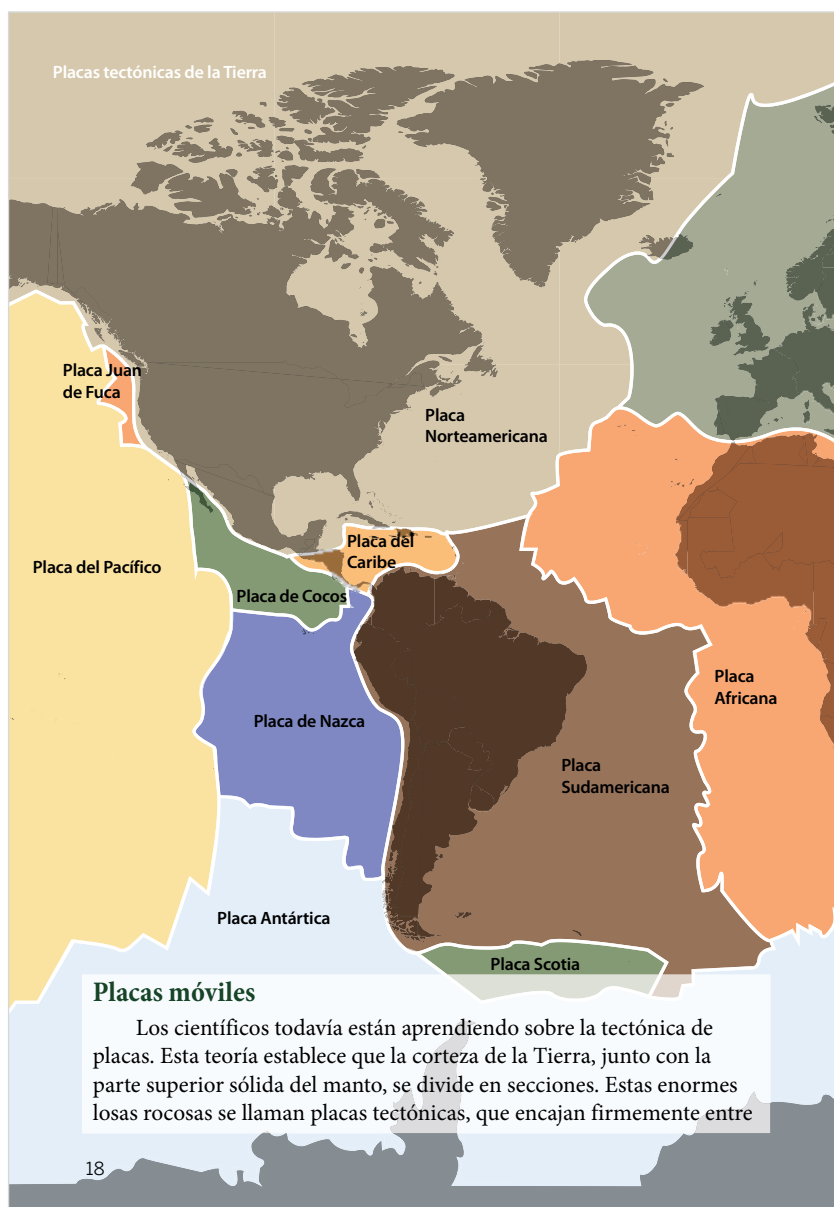 Placas tectónicas de la Tierra
Placa Juan
de Fuca
Placa
Norteamericana
Placa del Pacífico
Placa del
Caribe
Placa de Cocos
Placa de Nazca
Placa
Africana
Placa
Sudamericana
Placa Antártica
Placa Scotia
Placas móviles
Los científicos todavía están aprendiendo sobre la tectónica de
placas. Esta teoría establece que la corteza de la Tierra, junto con la
parte superior sólida del manto, se divide en secciones. Estas enormes
losas rocosas se llaman placas tectónicas, que encajan firmemente entre
18